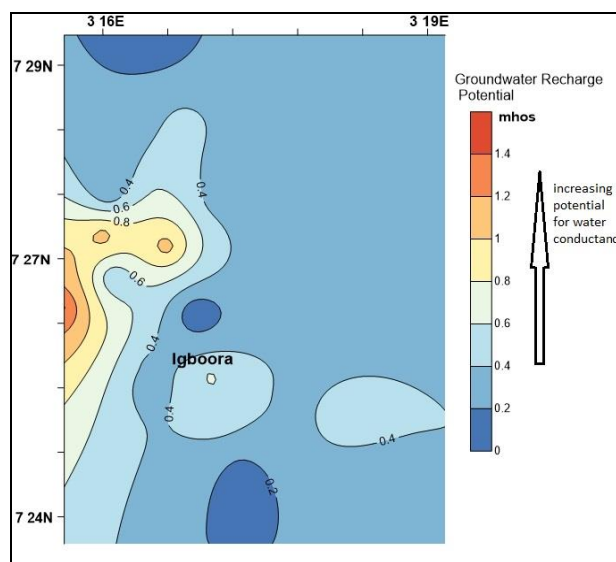 3 16E
3 19E
7 29N
7 27N
7 24N
0.4
0.4
0.6
0.8
0.6
0.4
Igboora
0.4
0.4
0.2
Groundwater Recharge
Potential
mhos
1.4
1.2
1
0.8
0.6
0.4
0.2
0
increasing
potential
for water
conductanc